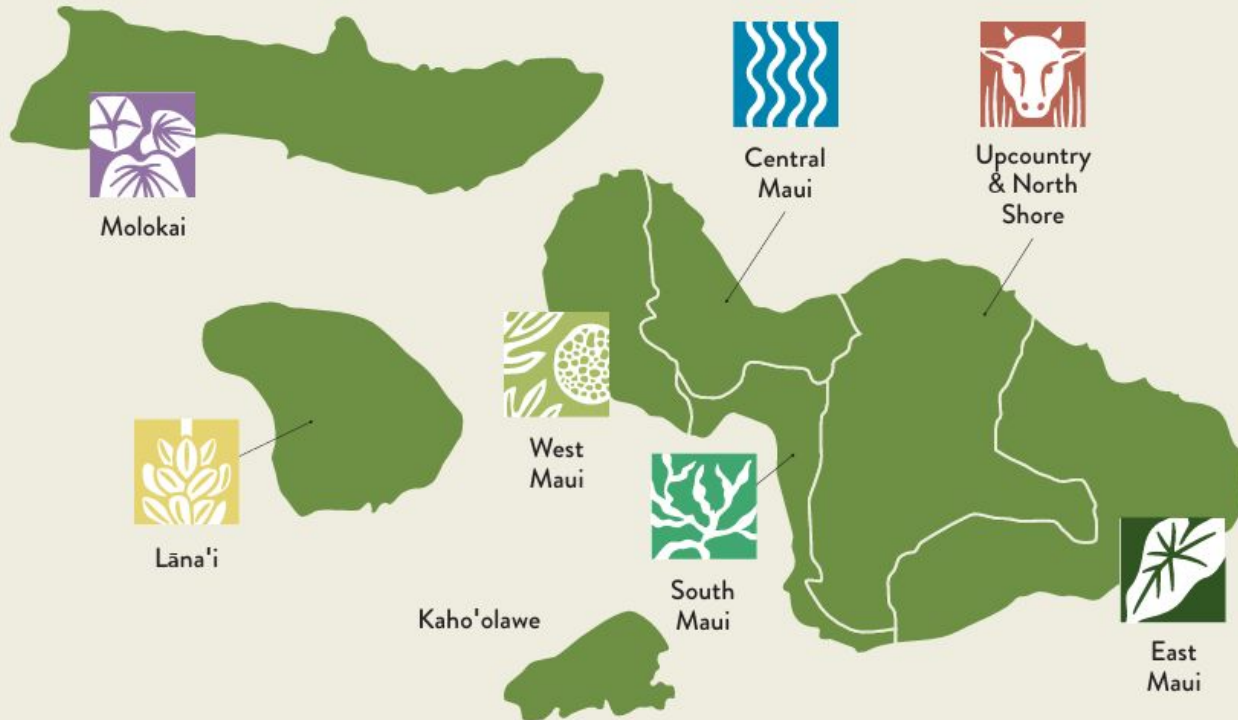 Molokai
Central
Maui
Upcountry
& North
Shore
West
Maui
Lāna'i
South
Maui
Kaho'olawe
East
Maui